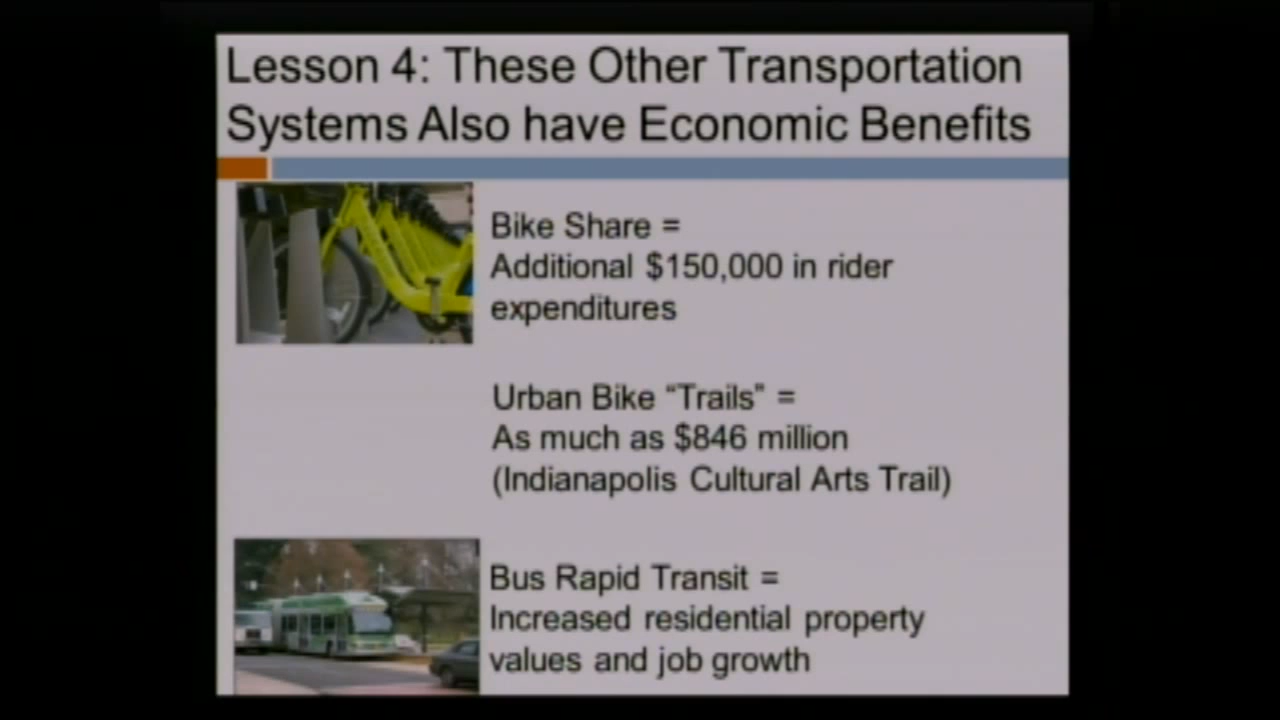 Lesson 4: These Other Transportation
Systems Also have Economic Benefits
Bike Share =
Additional $150,000 in rider
expenditures
Urban Bike “Trails” =
As much as $846 million
(Indianapolis Cultural Arts Trail)
Bus Rapid Transit =
Increased residential property
values and job growth